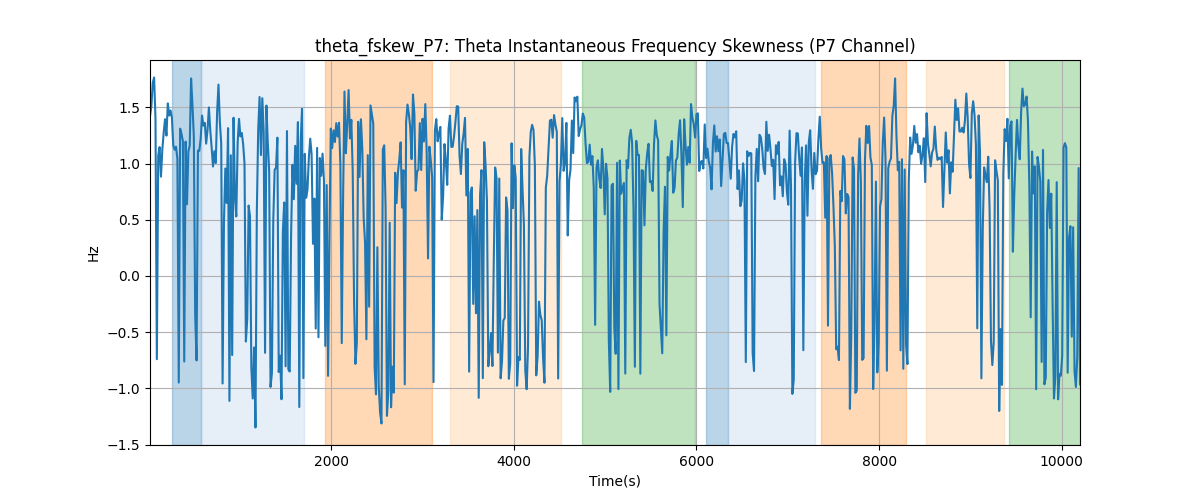 theta_fskew_P7: Theta Instantaneous Frequency Skewness (P7 Channel)
Hz
1.5
1.0
0.5
0.0
−0.5
−1.0
−1.5
2000 4000 6000 8000 10000
Time(s)